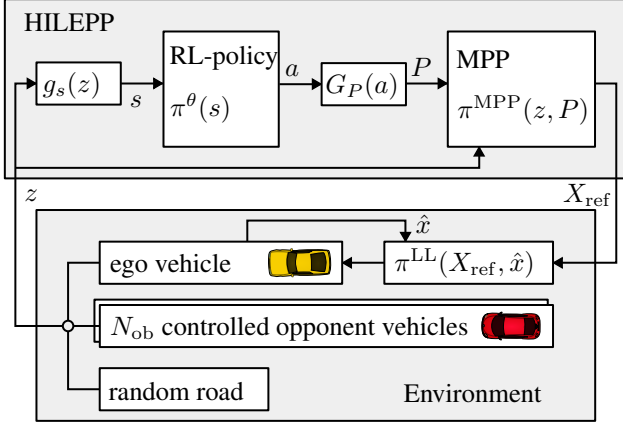 HILEPP
RL-policy
MPP
g_s(z)
s
π^θ(s)
a
G_P(a)
P
π^MPP(z, P)
z
X_ref
x̂
ego vehicle
π^LL(X_ref, x̂)
N_ob controlled opponent vehicles
random road
Environment